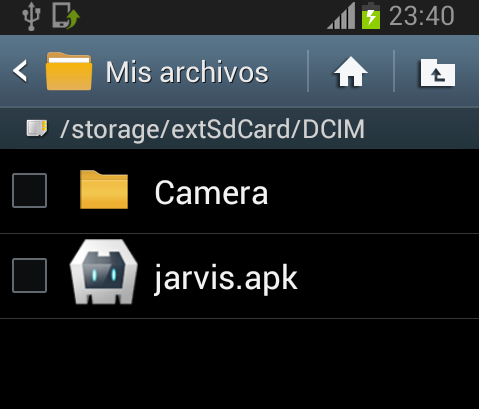 23:40
Mis archivos
/storage/extSdCard/DCIM
Camera
jarvis.apk